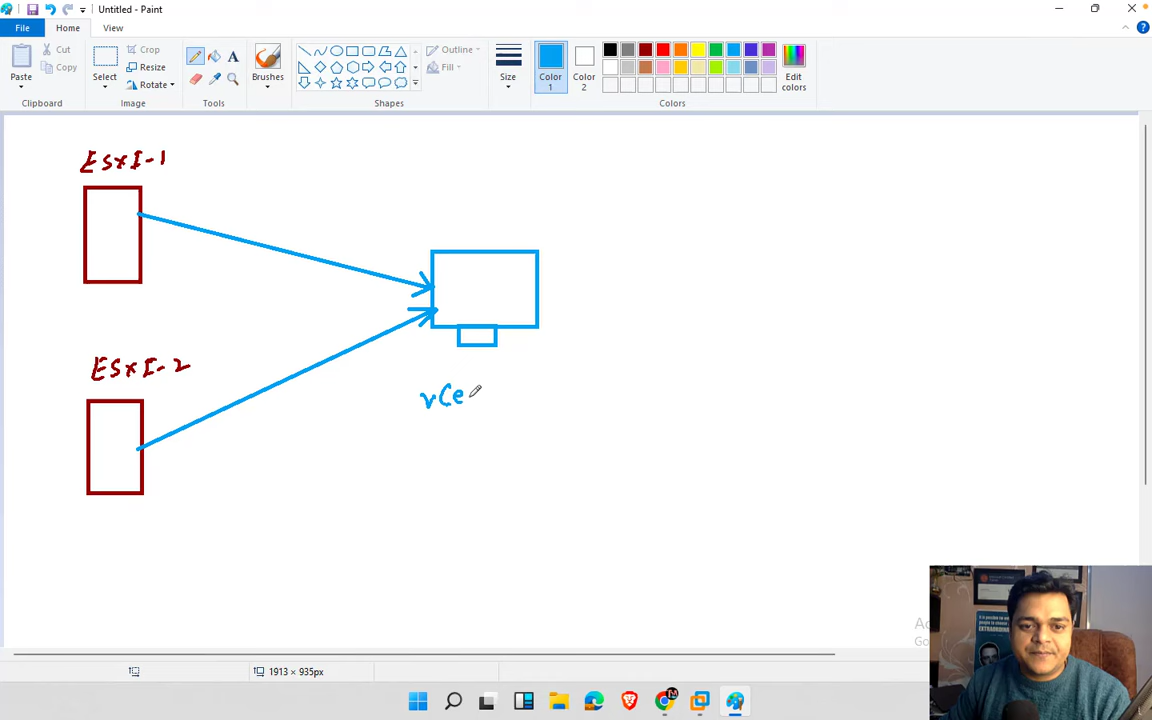 Untitled - Paint
File Home View
Paste
Cut
Copy
Clipboard
Select
Crop
Resize
Rotate
Image
Tools
Brushes
Shapes
Outline
Fill
Size
Color 1
Color 2
Edit colors
Colors
ESXI-1
ESXI-2
vCe
EXTRAORDINARY
1913 × 935px